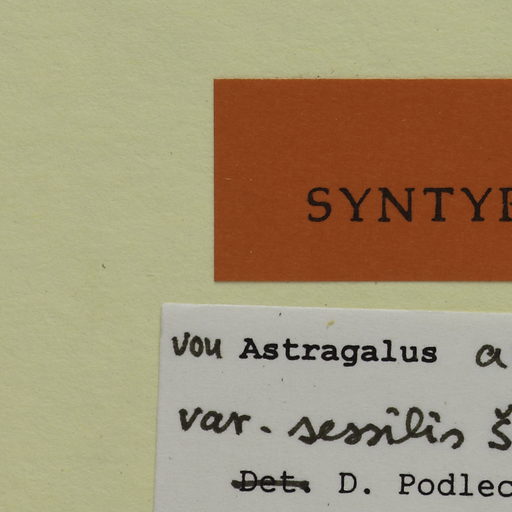 SYNTYP
vou Astragalus a
var. sessilis Š
Det. D. Podlec